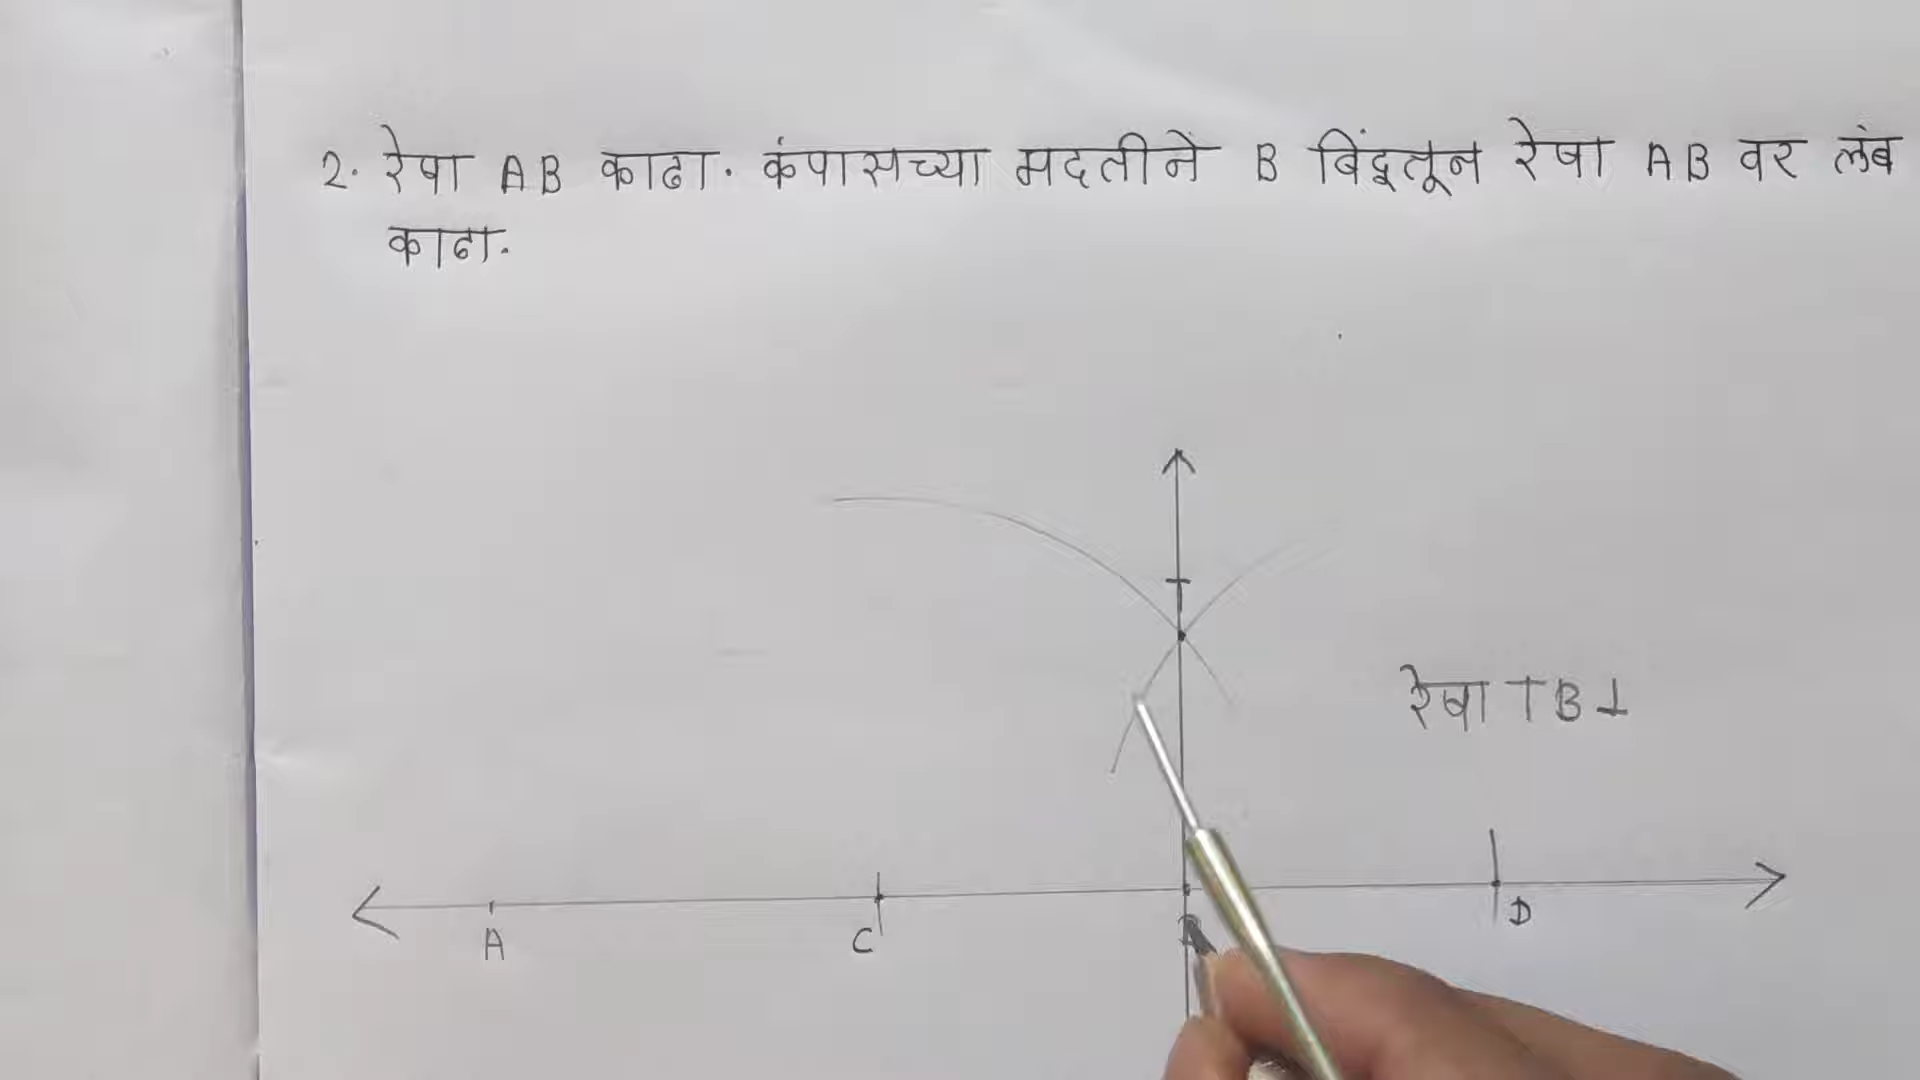 2. रेषा AB काढा. कंपासच्या मदतीने B बिंदूतून रेषा AB वर लंब
काढा.
T
रेषा TB⊥
A C B D